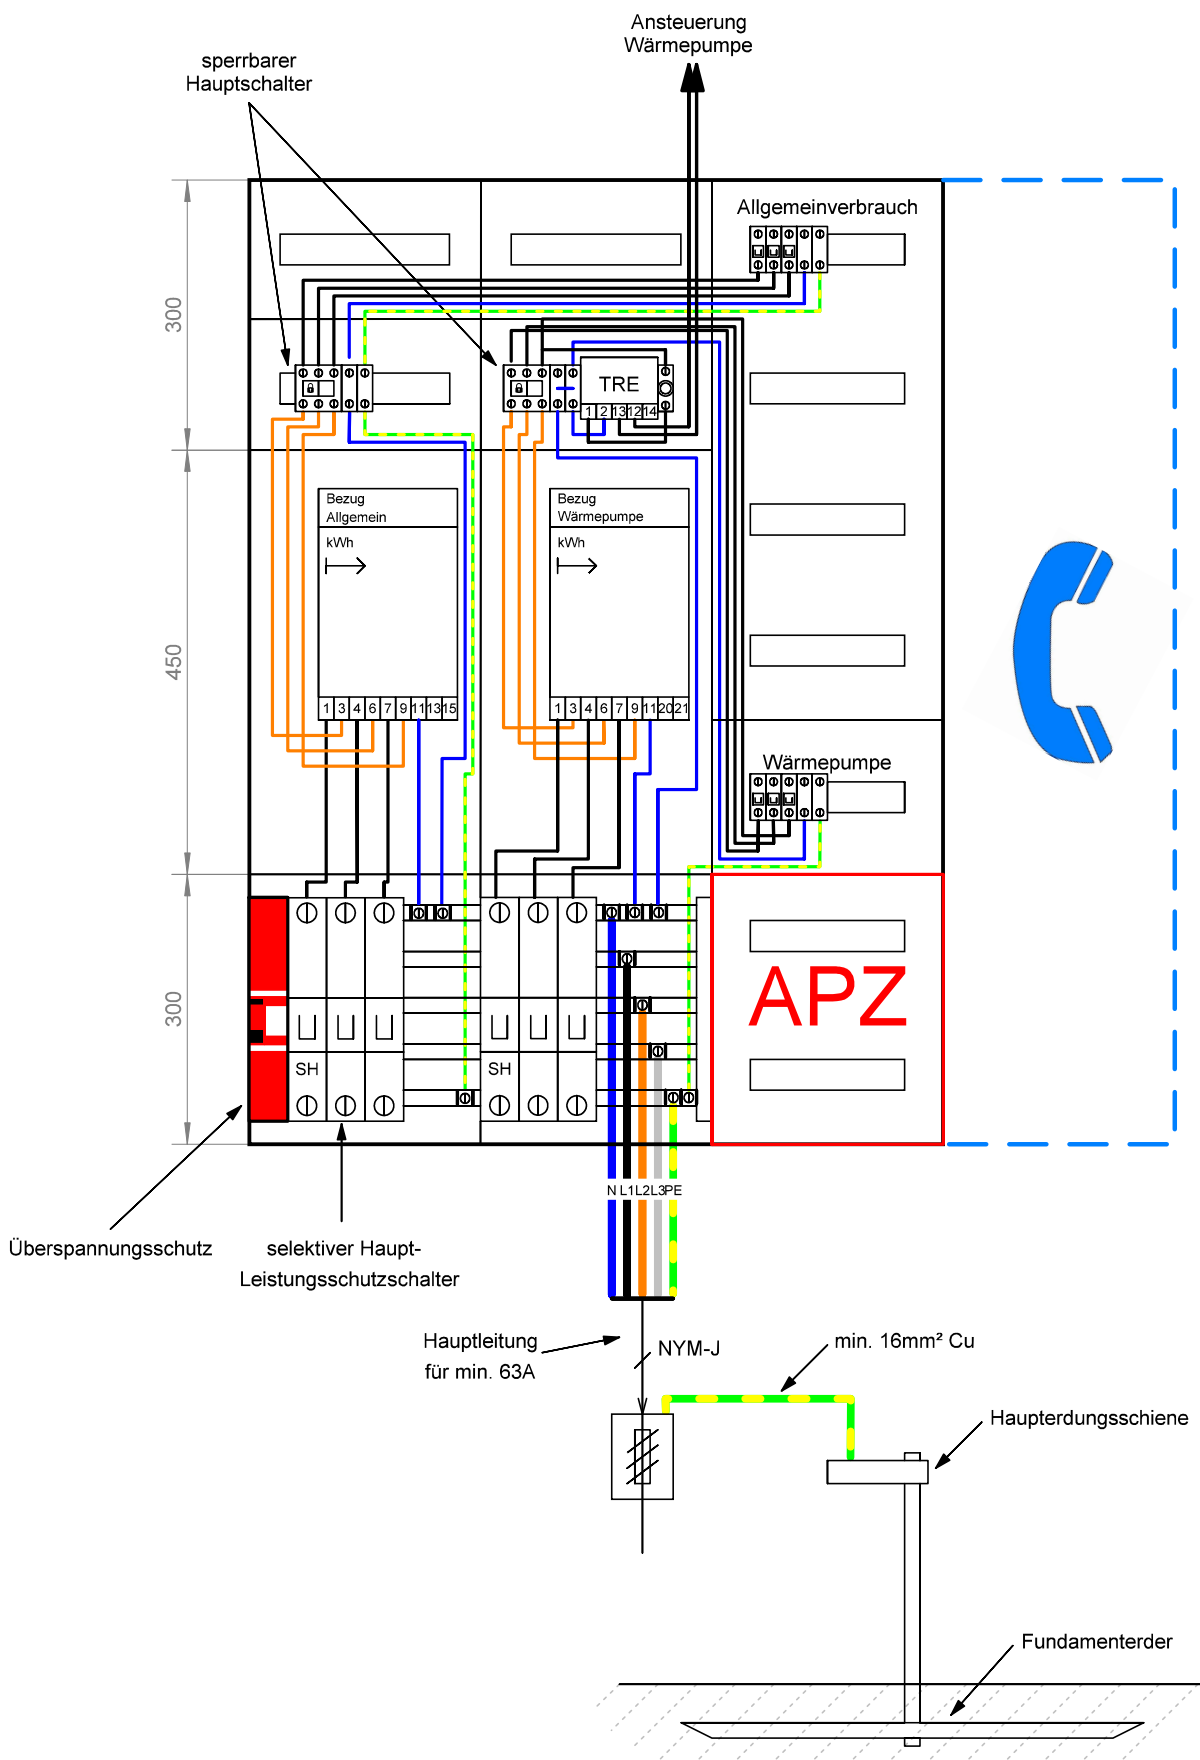 Ansteuerung
Wärmepumpe
sperrbarer
Hauptschalter
Allgemeinverbrauch
300
TRE
1 2 13 12 14
Bezug
Allgemein
kWh
1 3 4 6 7 9 11 13 15
Bezug
Wärmepumpe
kWh
1 3 4 6 7 9 11 20 21
450
Wärmepumpe
300
SH
SH
APZ
N L1 L2 L3 PE
Überspannungsschutz
selektiver Haupt-
Leistungsschutzschalter
Hauptleitung
für min. 63A
NYM-J
min. 16mm² Cu
Haupterdungsschiene
Fundamenterder